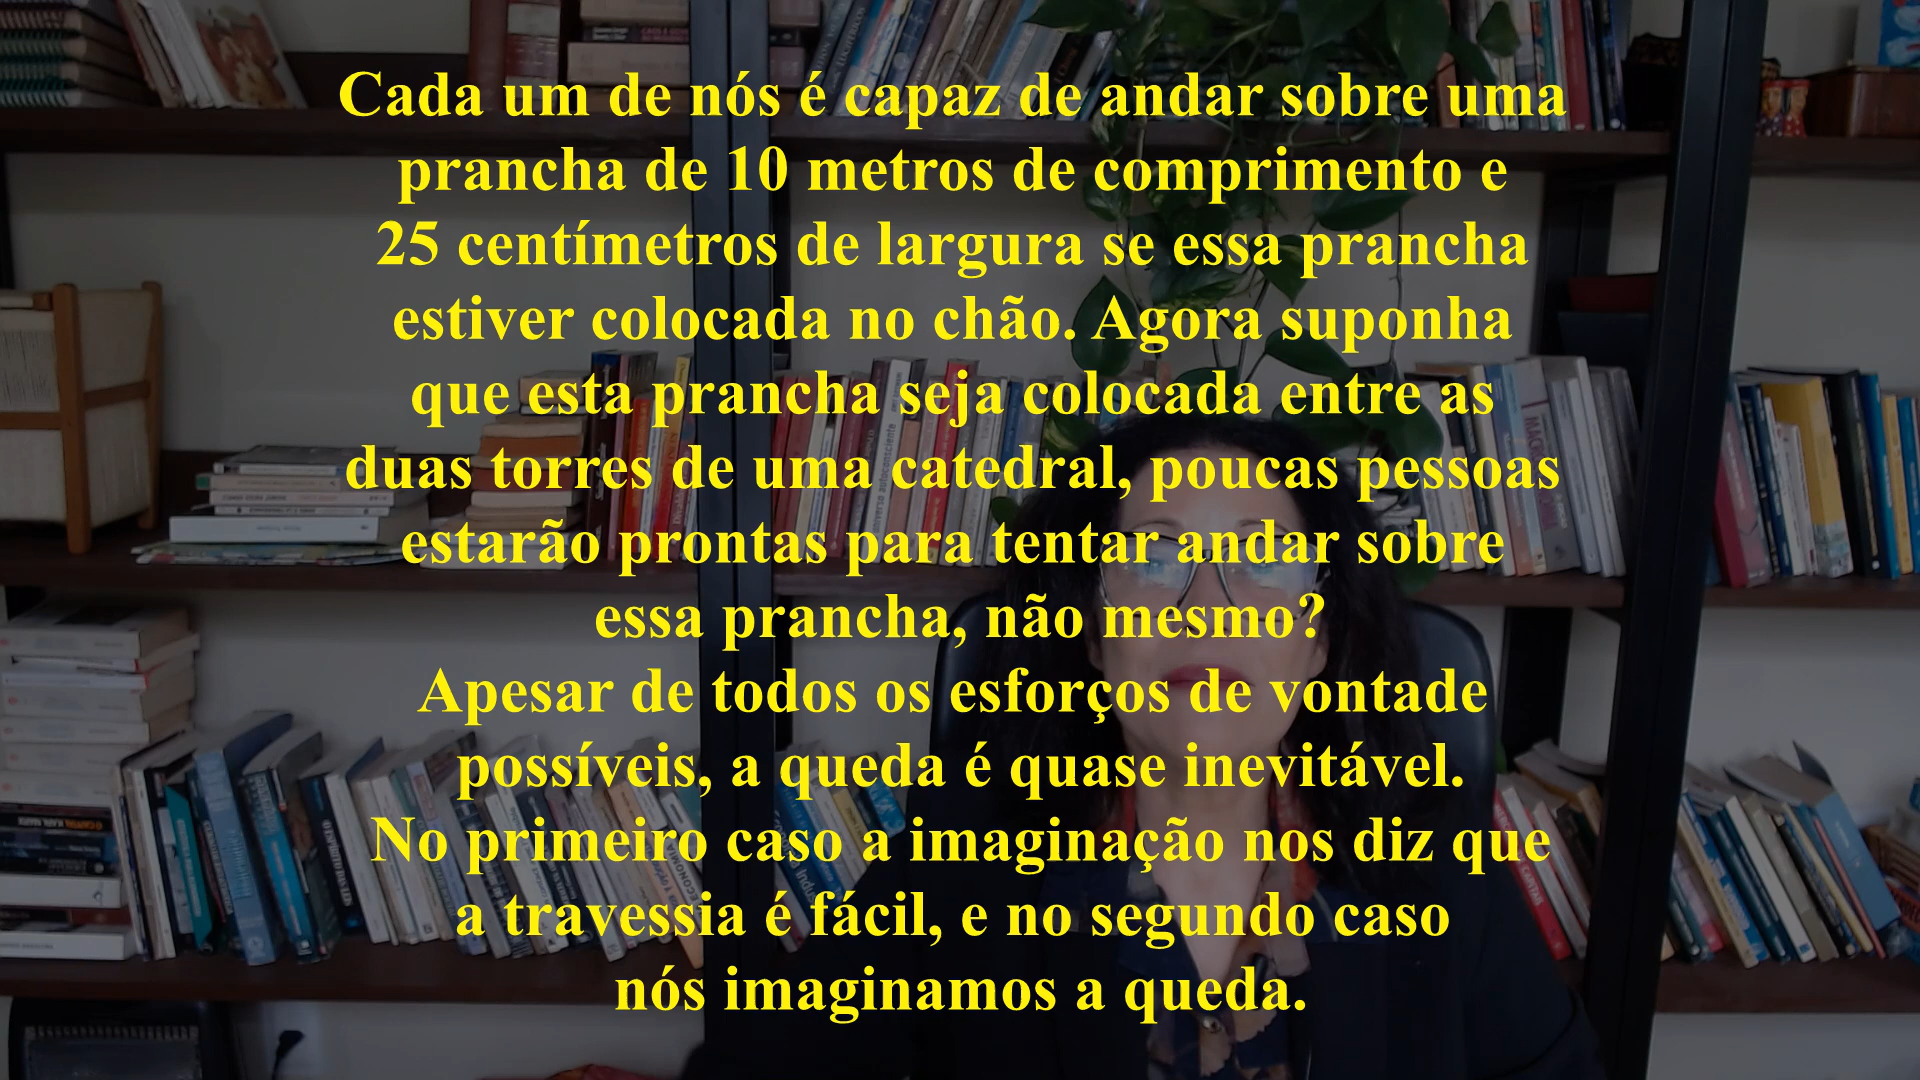 Cada um de nós é capaz de andar sobre uma
prancha de 10 metros de comprimento e
25 centímetros de largura se essa prancha
estiver colocada no chão. Agora suponha
que esta prancha seja colocada entre as
duas torres de uma catedral, poucas pessoas
estarão prontas para tentar andar sobre
essa prancha, não mesmo?
Apesar de todos os esforços de vontade
possíveis, a queda é quase inevitável.
No primeiro caso a imaginação nos diz que
a travessia é fácil, e no segundo caso
nós imaginamos a queda.